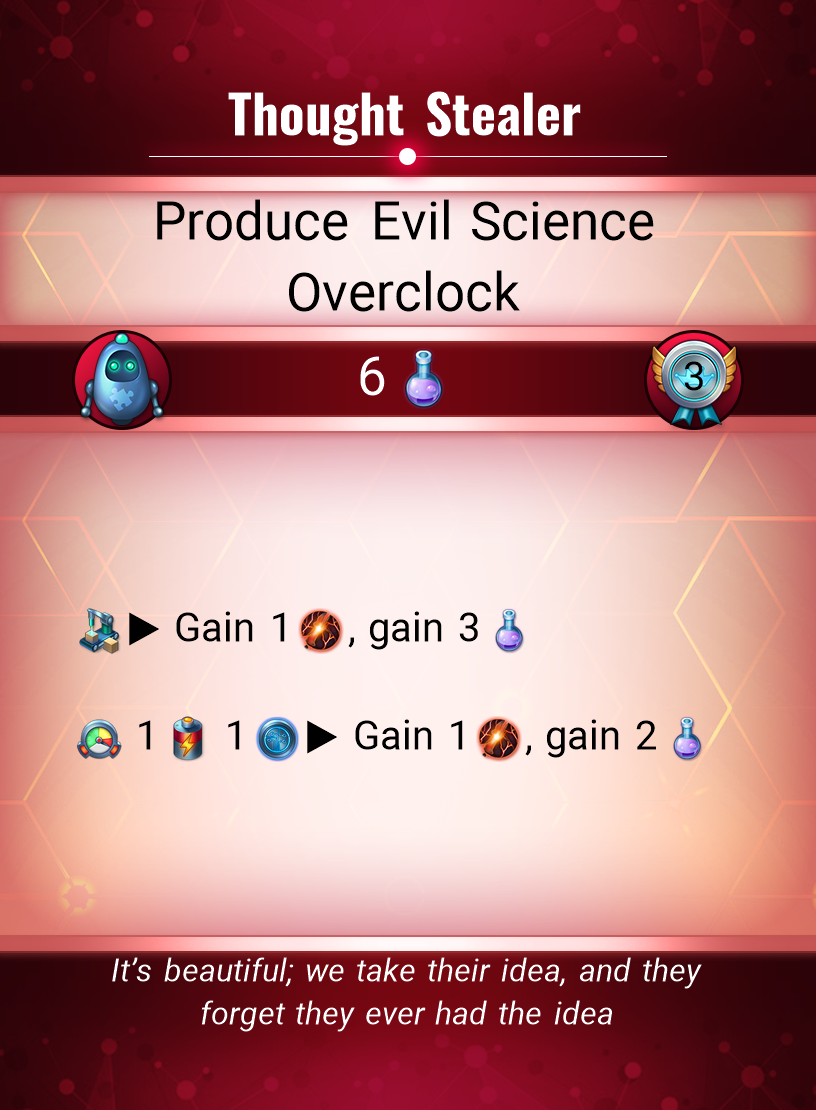 Thought Stealer
Produce Evil Science
Overclock
6
3
▶ Gain 1 , gain 3
1 1 ▶ Gain 1 , gain 2
It's beautiful; we take their idea, and they
forget they ever had the idea